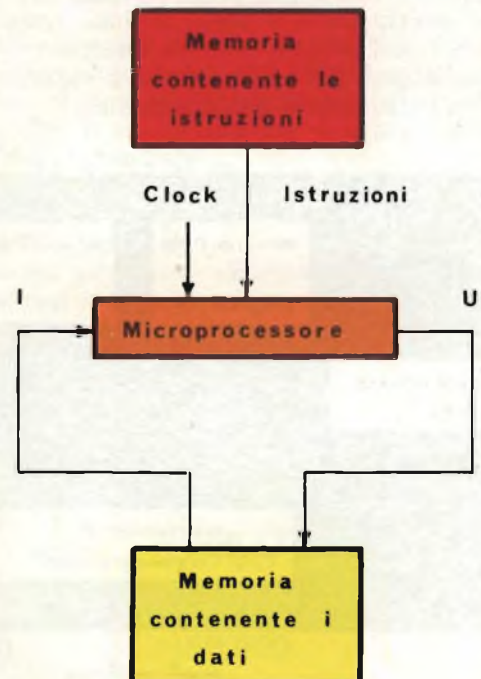 Memoria
contenente le
istruzioni
Clock Istruzioni
I U
Microprocessore
Memoria
contenente i
dati